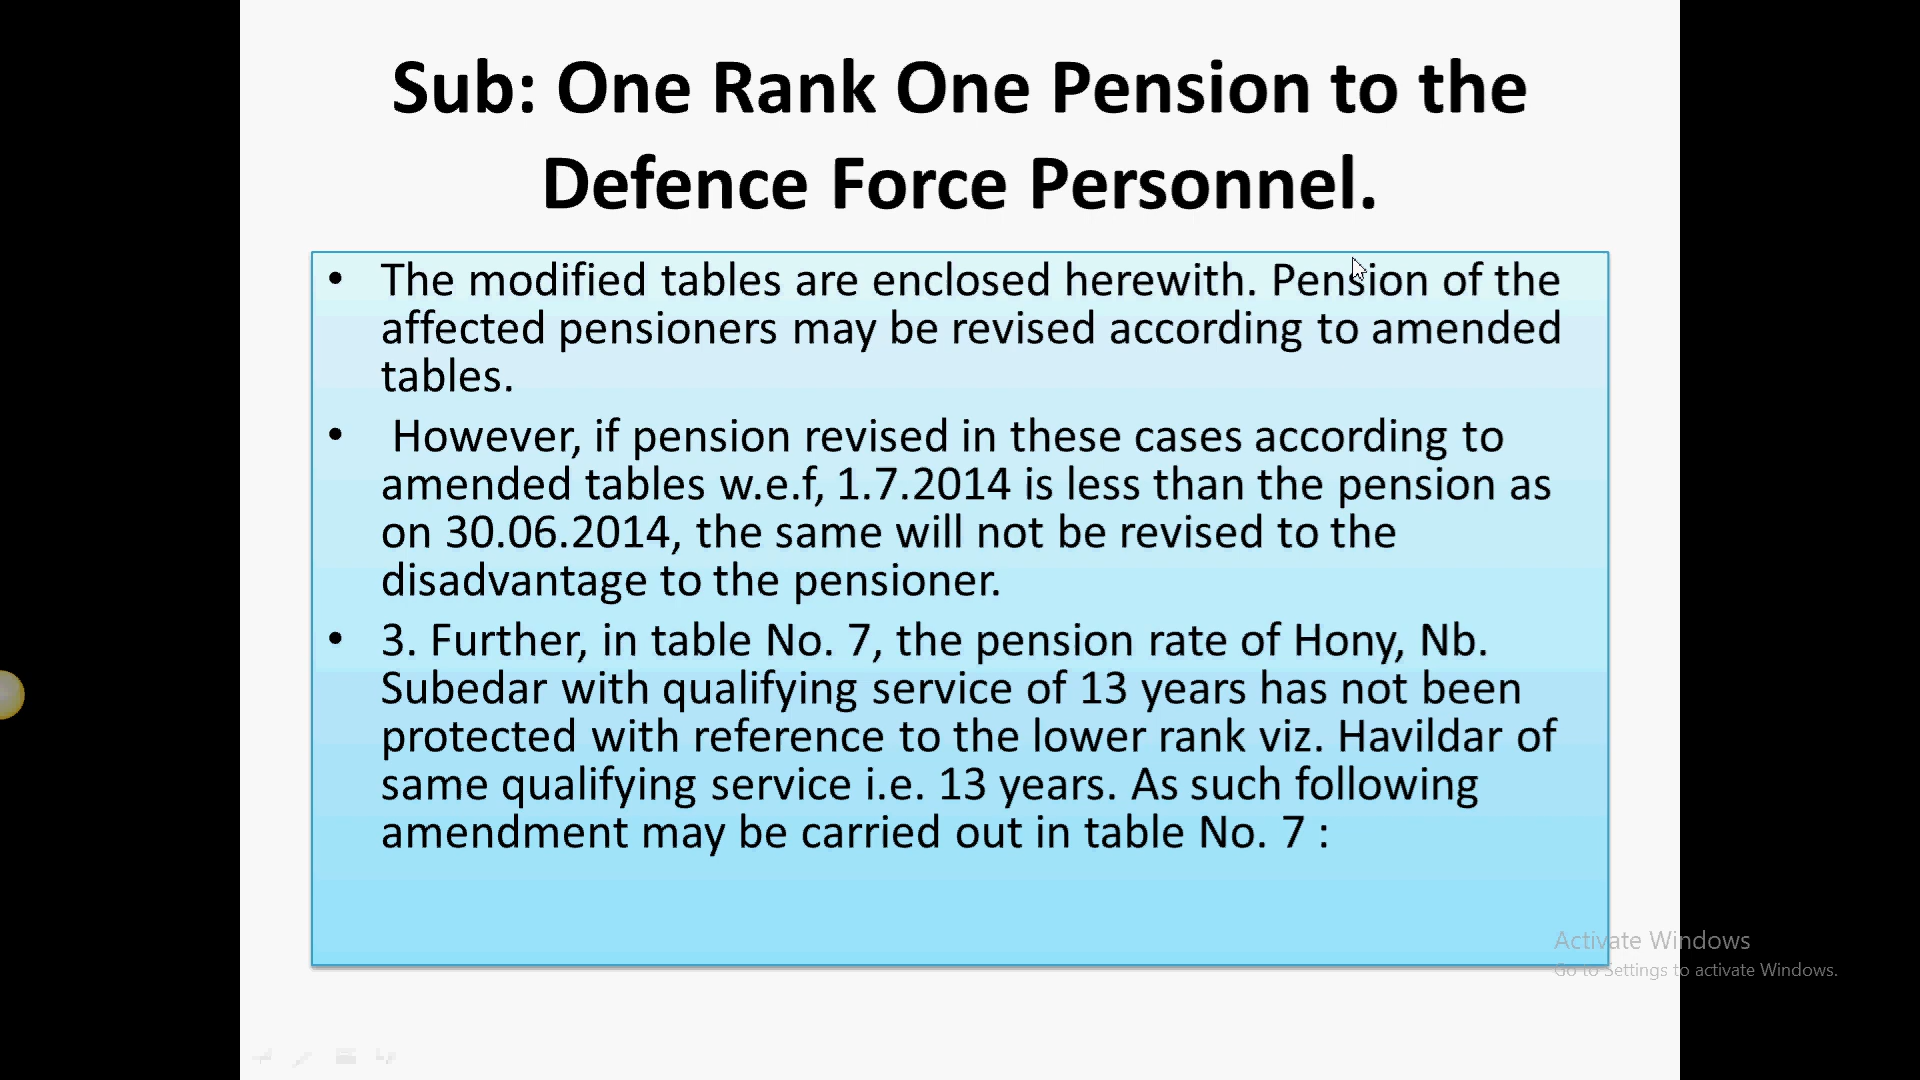 Sub: One Rank One Pension to the
Defence Force Personnel.
• The modified tables are enclosed herewith. Pension of the
affected pensioners may be revised according to amended
tables.
• However, if pension revised in these cases according to
amended tables w.e.f, 1.7.2014 is less than the pension as
on 30.06.2014, the same will not be revised to the
disadvantage to the pensioner.
• 3. Further, in table No. 7, the pension rate of Hony, Nb.
Subedar with qualifying service of 13 years has not been
protected with reference to the lower rank viz. Havildar of
same qualifying service i.e. 13 years. As such following
amendment may be carried out in table No. 7 :
Activate Windows
Go to Settings to activate Windows.